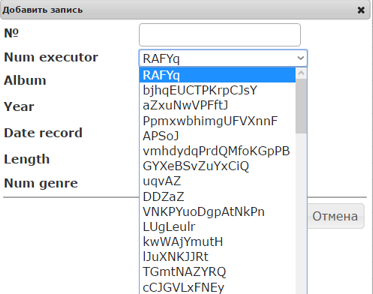 Добавить запись
№
Num executor RAFYq
Album RAFYq
bjhqEUCTPKrpCJsY
Year aZxuNwVPFftJ
PpmxwbhimgUFVXnnF
Date record APSoJ
vmhdydqPrdQMfoKGpPB
Length GYXeBSvZuYxCiQ
uqvAZ
Num genre DDZaZ
VNKPYuoDgpAtNkPn
LUgLeulr Отмена
kwWAjYmutH
lJuXNKJJRt
TGmtNAZYRQ
cCJGVLxFNEy